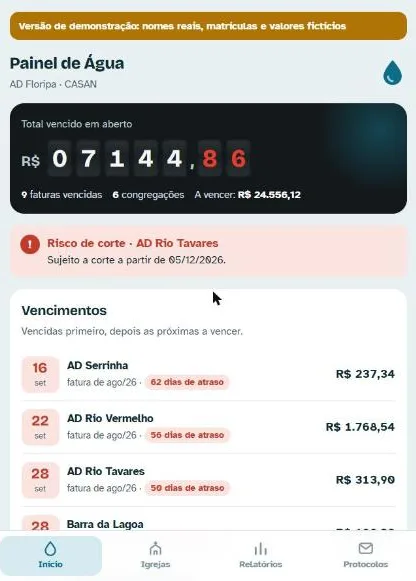 Versão de demonstração: nomes reais, matrículas e valores fictícios
Painel de Água
AD Floripa · CASAN
Total vencido em aberto
R$ 07144,86
9 faturas vencidas 6 congregações A vencer: R$ 24.556,12
! Risco de corte · AD Rio Tavares
Sujeito a corte a partir de 05/12/2026.
Vencimentos
Vencidas primeiro, depois as próximas a vencer.
16 AD Serrinha R$ 237,34
set fatura de ago/26 · 62 dias de atraso
22 AD Rio Vermelho R$ 1.768,54
set fatura de ago/26 · 56 dias de atraso
28 AD Rio Tavares R$ 313,90
set fatura de ago/26 · 50 dias de atraso
28 Barra da Lagoa
Início Igrejas Relatórios Protocolos